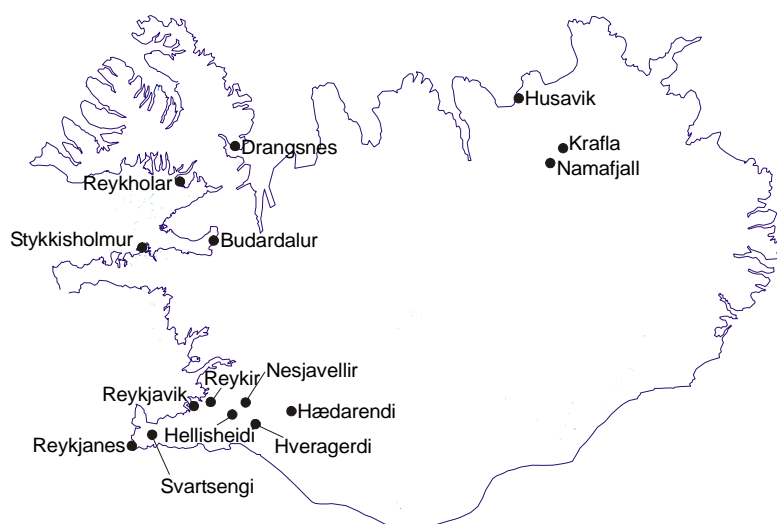 Husavik
Drangsnes
Krafla
Namafjall
Reykholar
Stykkisholmur
Budardalur
Nesjavellir
Reykir
Reykjavik
Hædarendi
Hellisheidi
Hveragerdi
Reykjanes
Svartsengi